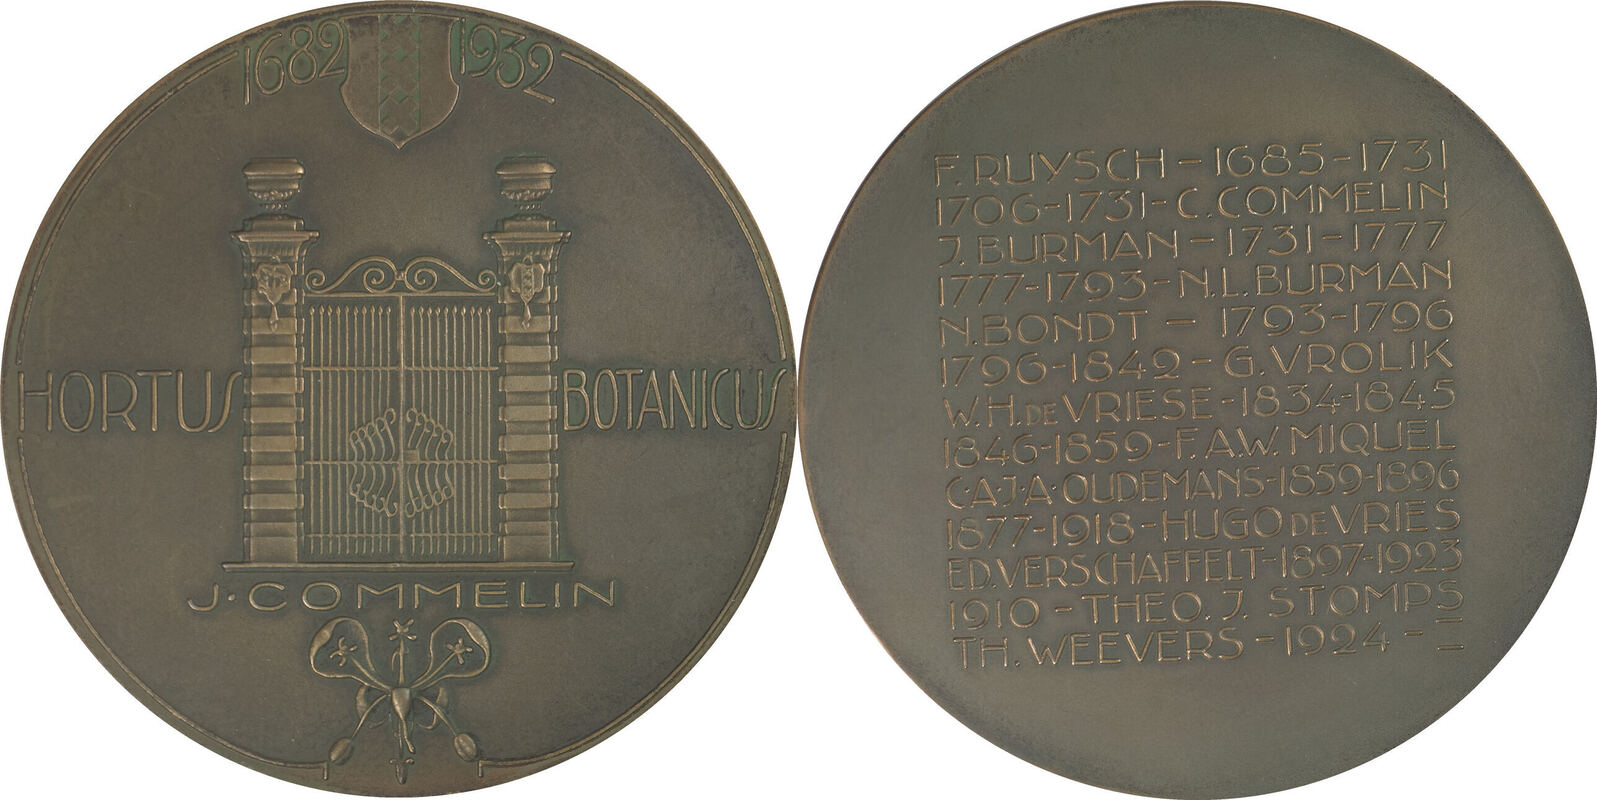 1682 1932
HORTUS BOTANICUS
J. COMMELIN
F. RUYSCH – 1685 – 1731
1706-1731- C. COMMELIN
J. BURMAN – 1731 – 1777
1777-1793- N.L. BURMAN
N. BONDT – 1793-1796
1796-1842 - G. VROLIK
W.H. DE VRIESE - 1834-1845
1846-1859 - F.A.W. MIQUEL
C.A.J.A. OUDEMANS-1859-1896
1877-1918 - HUGO DE VRIES
ED. VERSCHAFFELT-1897-1923
1910 – THEO. J. STOMPS
TH. WEEVERS – 1924 –